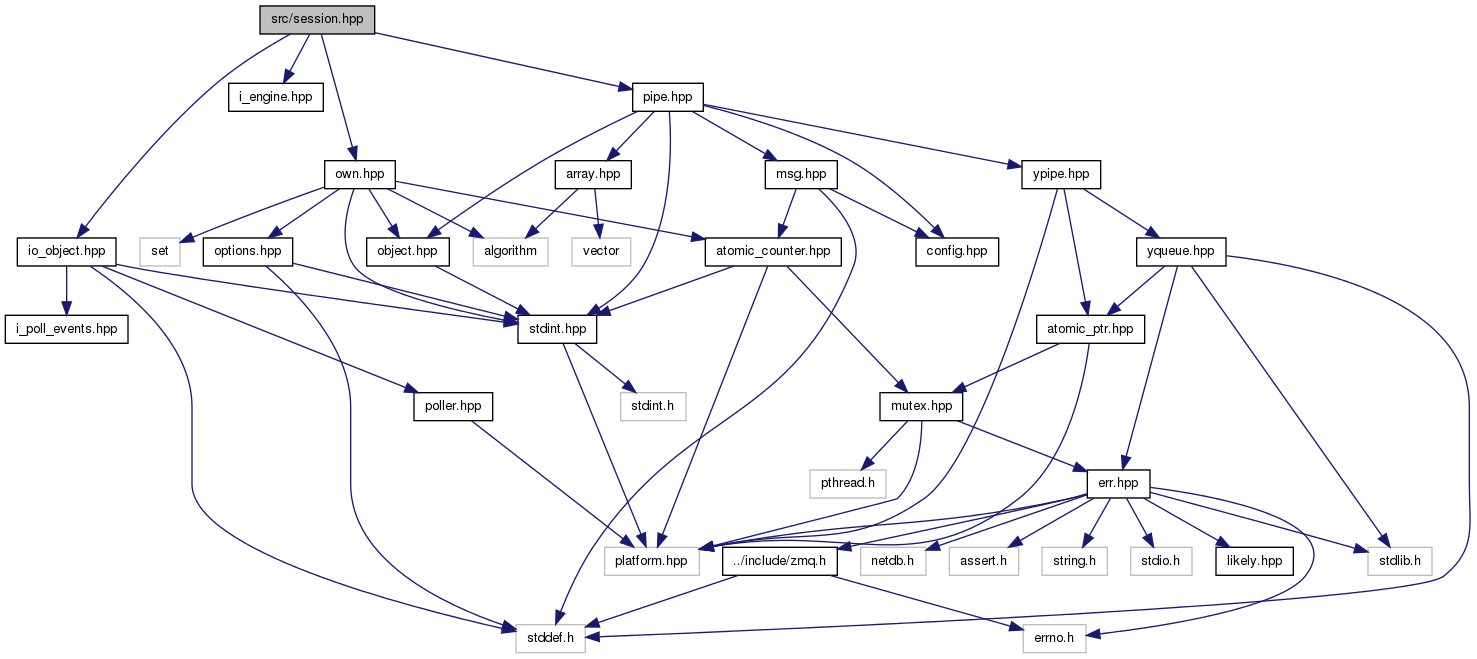 src/session.hpp
i_engine.hpp
pipe.hpp
own.hpp
array.hpp
msg.hpp
ypipe.hpp
io_object.hpp
set
options.hpp
object.hpp
algorithm
vector
atomic_counter.hpp
config.hpp
yqueue.hpp
i_poll_events.hpp
stdint.hpp
atomic_ptr.hpp
poller.hpp
stdint.h
mutex.hpp
pthread.h
err.hpp
platform.hpp
../include/zmq.h
netdb.h
assert.h
string.h
stdio.h
likely.hpp
stdlib.h
stddef.h
errno.h